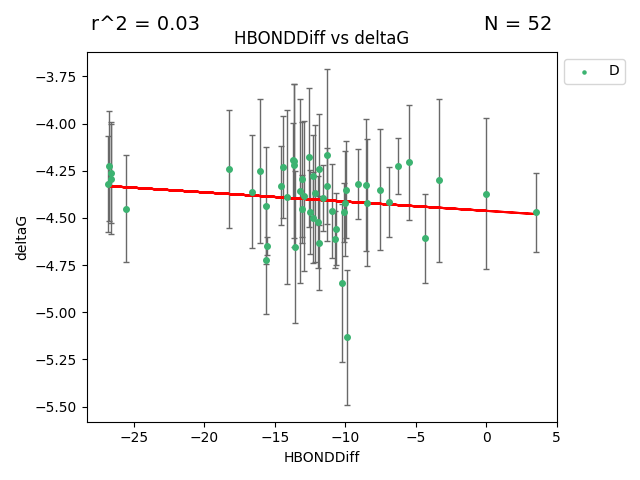 r^2 = 0.03
N = 52
HBONDDiff vs deltaG
D
deltaG
−3.75
−4.00
−4.25
−4.50
−4.75
−5.00
−5.25
−5.50
−25
−20
−15
−10
−5
0
5
HBONDDiff